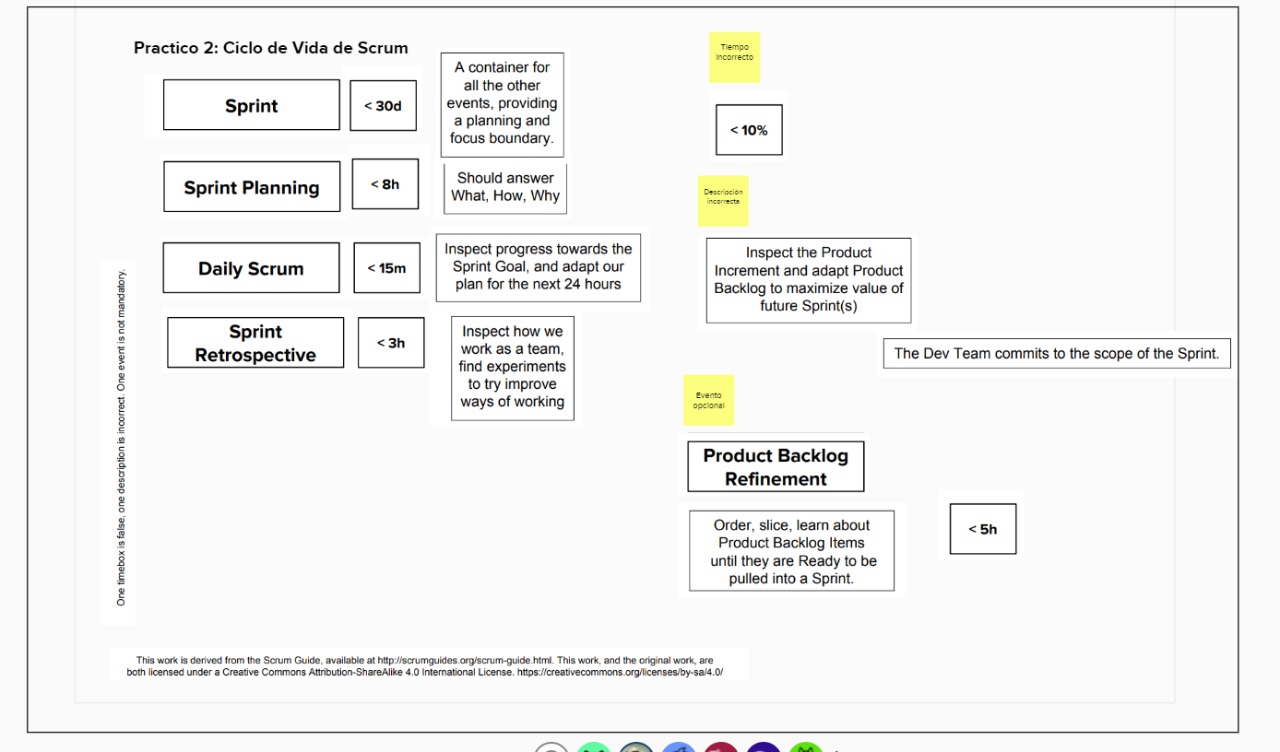 Practico 2: Ciclo de Vida de Scrum
Sprint
< 30d
A container for
all the other
events, providing
a planning and
focus boundary.
Sprint Planning
< 8h
Should answer
What, How, Why
Daily Scrum
< 15m
Inspect progress towards the
Sprint Goal, and adapt our
plan for the next 24 hours
Sprint
Retrospective
< 3h
Inspect how we
work as a team,
find experiments
to try improve
ways of working
One timebox is false, one description is incorrect. One event is not mandatory.
Tiempo
Incorrecto
< 10%
Descripción
incorrecta
Inspect the Product
Increment and adapt Product
Backlog to maximize value of
future Sprint(s)
The Dev Team commits to the scope of the Sprint.
Evento
opcional
Product Backlog
Refinement
Order, slice, learn about
Product Backlog Items
until they are Ready to be
pulled into a Sprint.
< 5h
This work is derived from the Scrum Guide, available at http://scrumguides.org/scrum-guide.html. This work, and the original work, are
both licensed under a Creative Commons Attribution-ShareAlike 4.0 International License. https://creativecommons.org/licenses/by-sa/4.0/